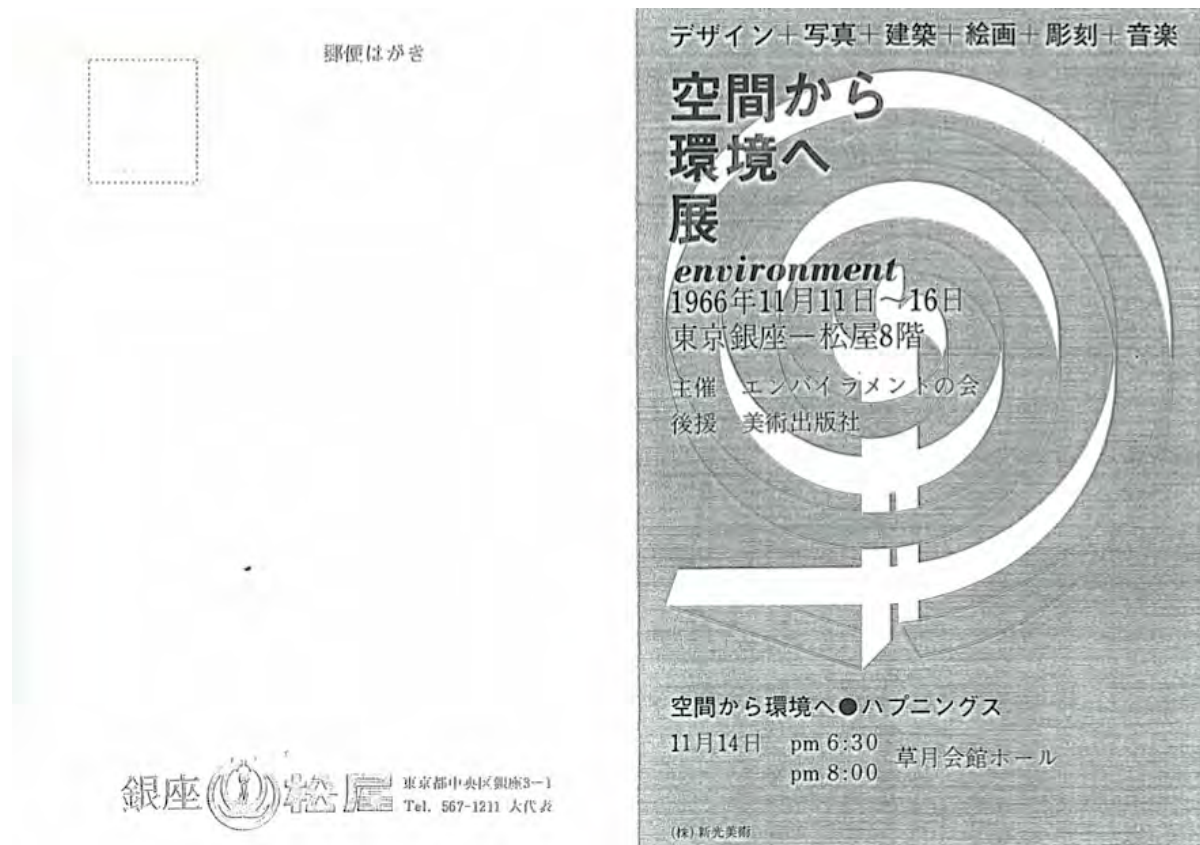 郵便はがき
銀座 松屋
東京都中央区銀座3-1
Tel. 567-1211 大代表
デザイン+写真+建築+絵画+彫刻+音楽
空間から
環境へ
展
environment
1966年11月11日〜16日
東京銀座—松屋8階
主催 エンバイラメントの会
後援 美術出版社
空間から環境へ●ハプニングス
11月14日 pm 6:30
pm 8:00
草月会館ホール
(株)新光美術